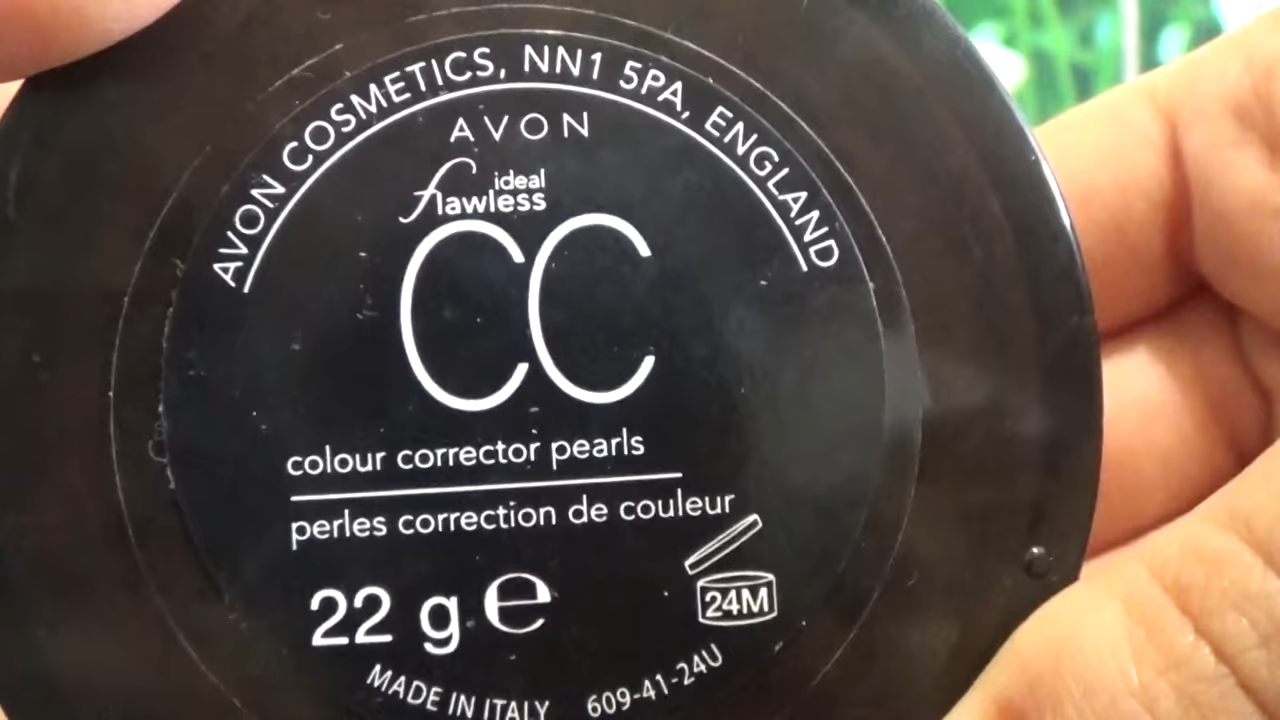 AVON COSMETICS, NN1 5PA, ENGLAND
AVON
ideal
flawless
CC
colour corrector pearls
perles correction de couleur
22 g ℮
24M
MADE IN ITALY 609-41-24U